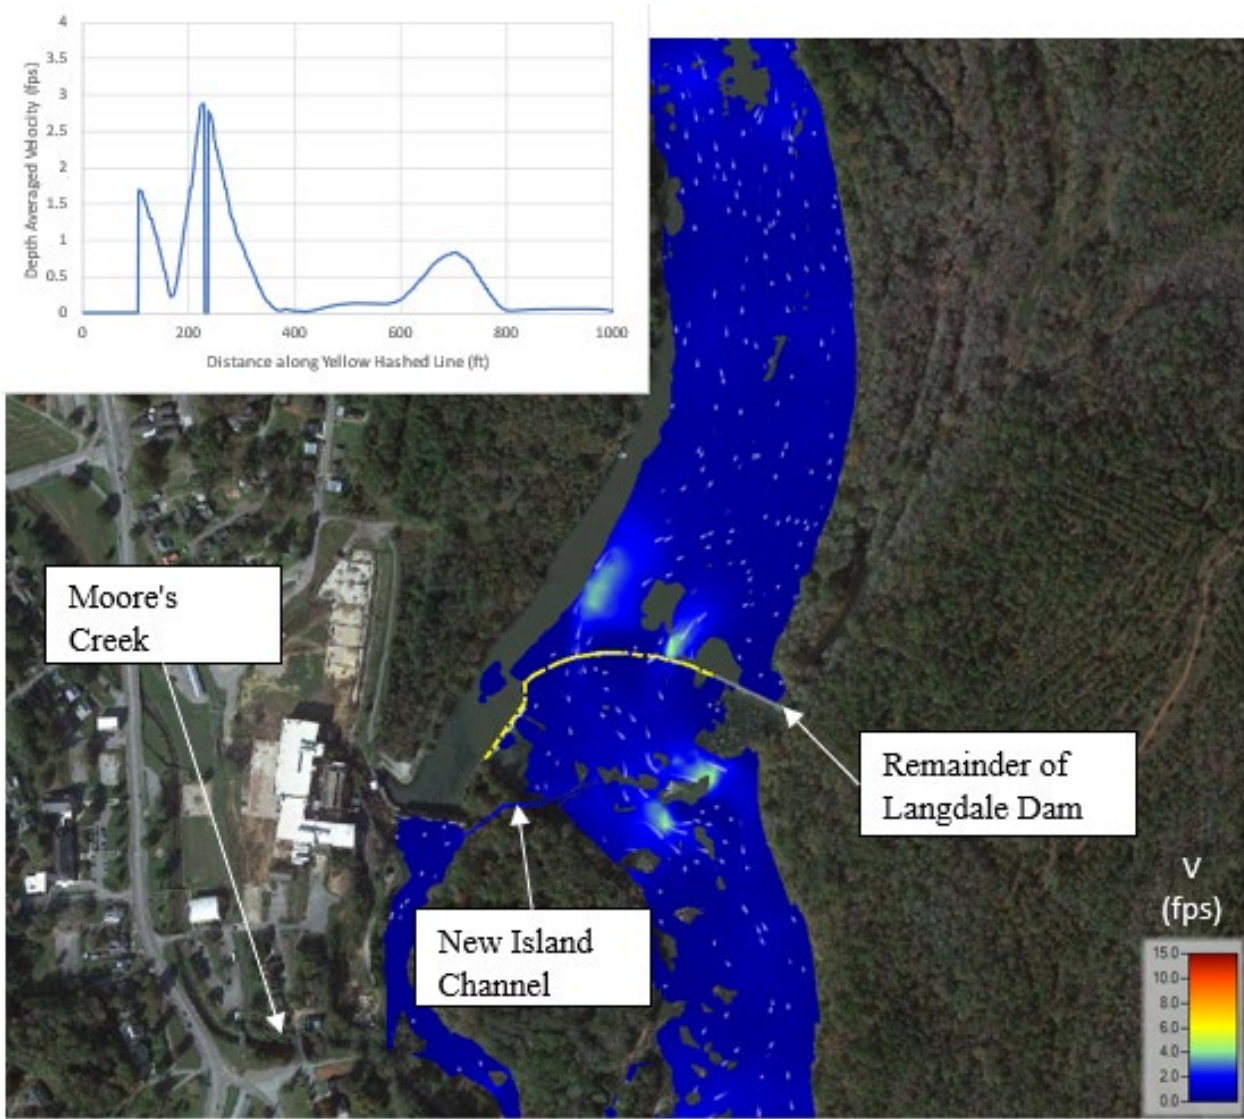 4
3.5
3
2.5
2
1.5
1
0.5
0
Depth Averaged Velocity (fps)
0 200 400 600 800 1000
Distance along Yellow Hashed Line (ft)
Moore's
Creek
Remainder of
Langdale Dam
New Island
Channel
V
(fps)
15.0
10.0
8.0
6.0
4.0
2.0
0.0